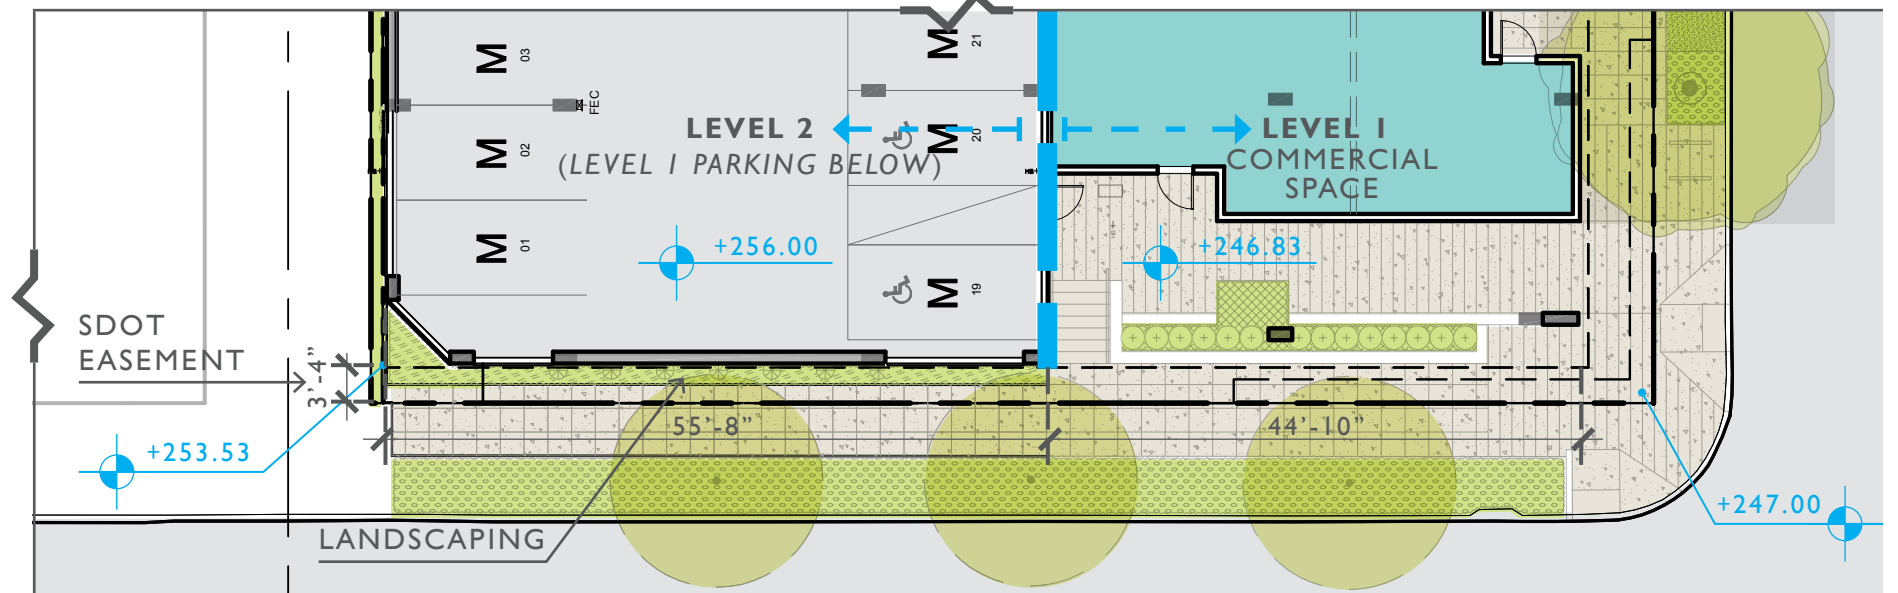 M 03
M 21
FEC
LEVEL 2
(LEVEL 1 PARKING BELOW)
M 02
M 20
LEVEL 1
COMMERCIAL
SPACE
M 01
+256.00
+246.83
M 19
SDOT
EASEMENT
3'-4"
55'-8"
44'-10"
+253.53
+247.00
LANDSCAPING